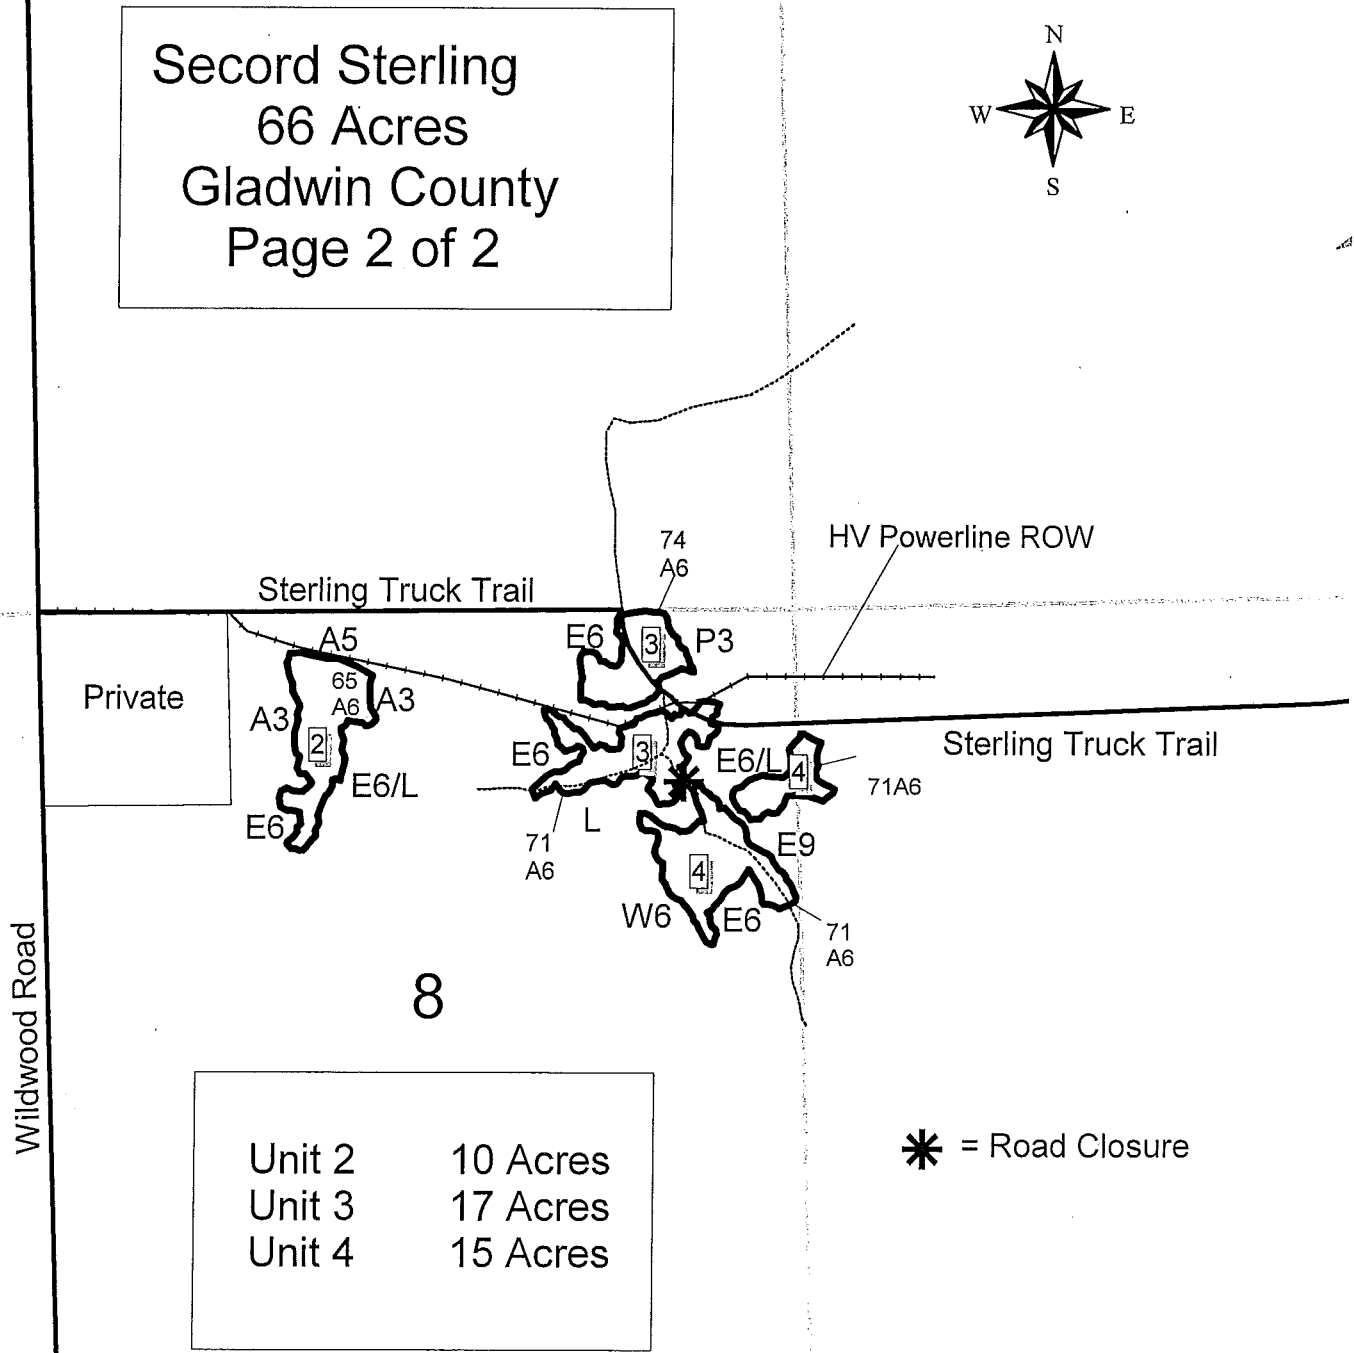 Secord Sterling
66 Acres
Gladwin County
Page 2 of 2
N
W
E
S
HV Powerline ROW
74
A6
Sterling Truck Trail
E6
3
P3
A5
65
A6
A3
A3
Private
2
E6/L
E6
E6
3
E6/L
4
Sterling Truck Trail
71A6
L
71
A6
E9
4
W6
E6
71
A6
8
Wildwood Road
Unit 2 10 Acres
Unit 3 17 Acres
Unit 4 15 Acres
= Road Closure